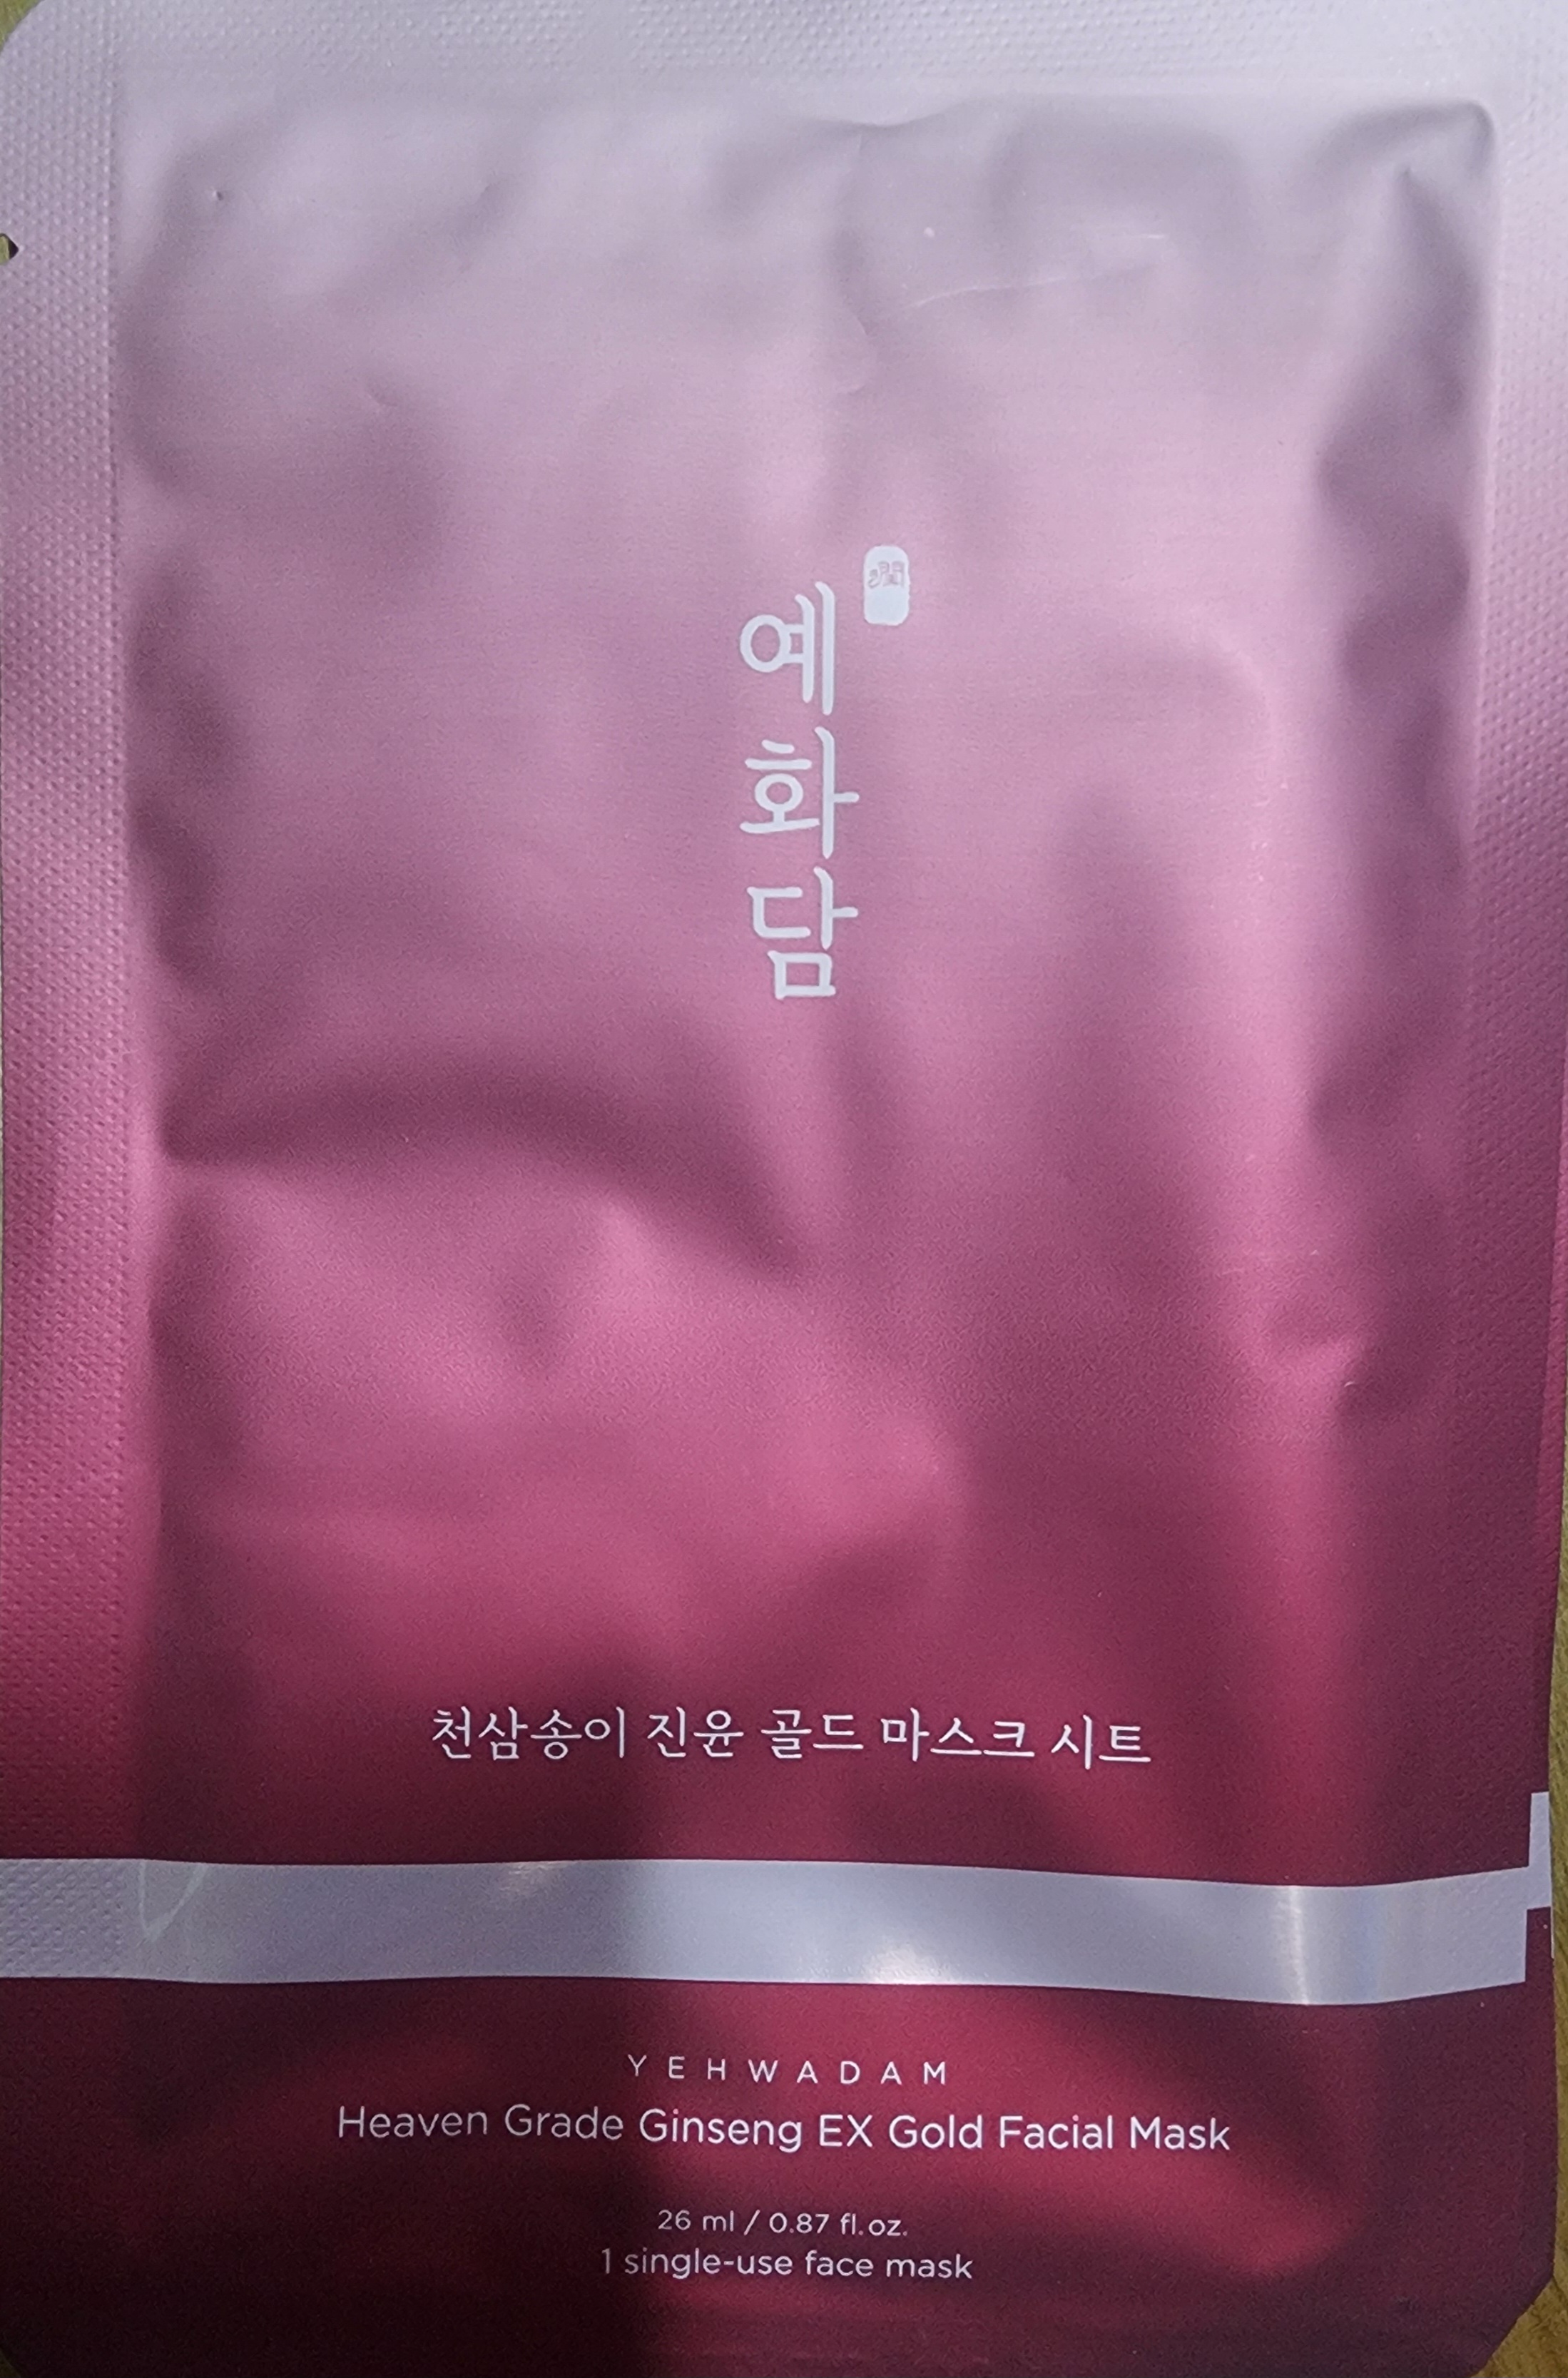 예화담
천삼송이 진윤 골드 마스크 시트
YEHWADAM
Heaven Grade Ginseng EX Gold Facial Mask
26 ml / 0.87 fl.oz.
1 single-use face mask